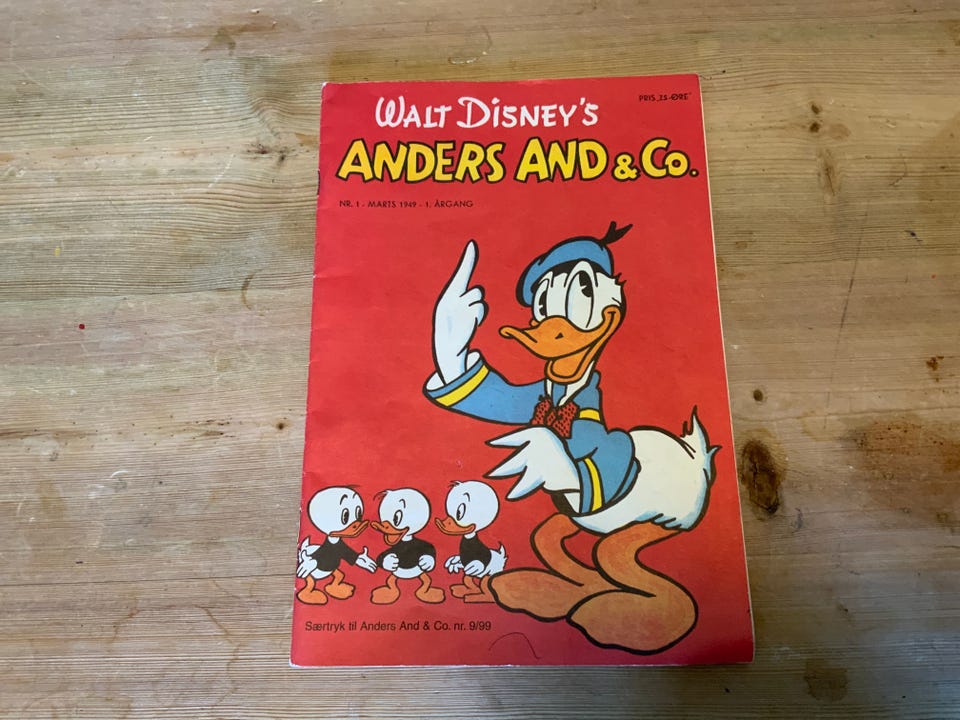 PRIS "75-ØRE"
WALT DISNEY'S
ANDERS AND & CO.
NR. 1 - MARTS 1949 - 1. ÅRGANG
Særtryk til Anders And & Co. nr. 9/99